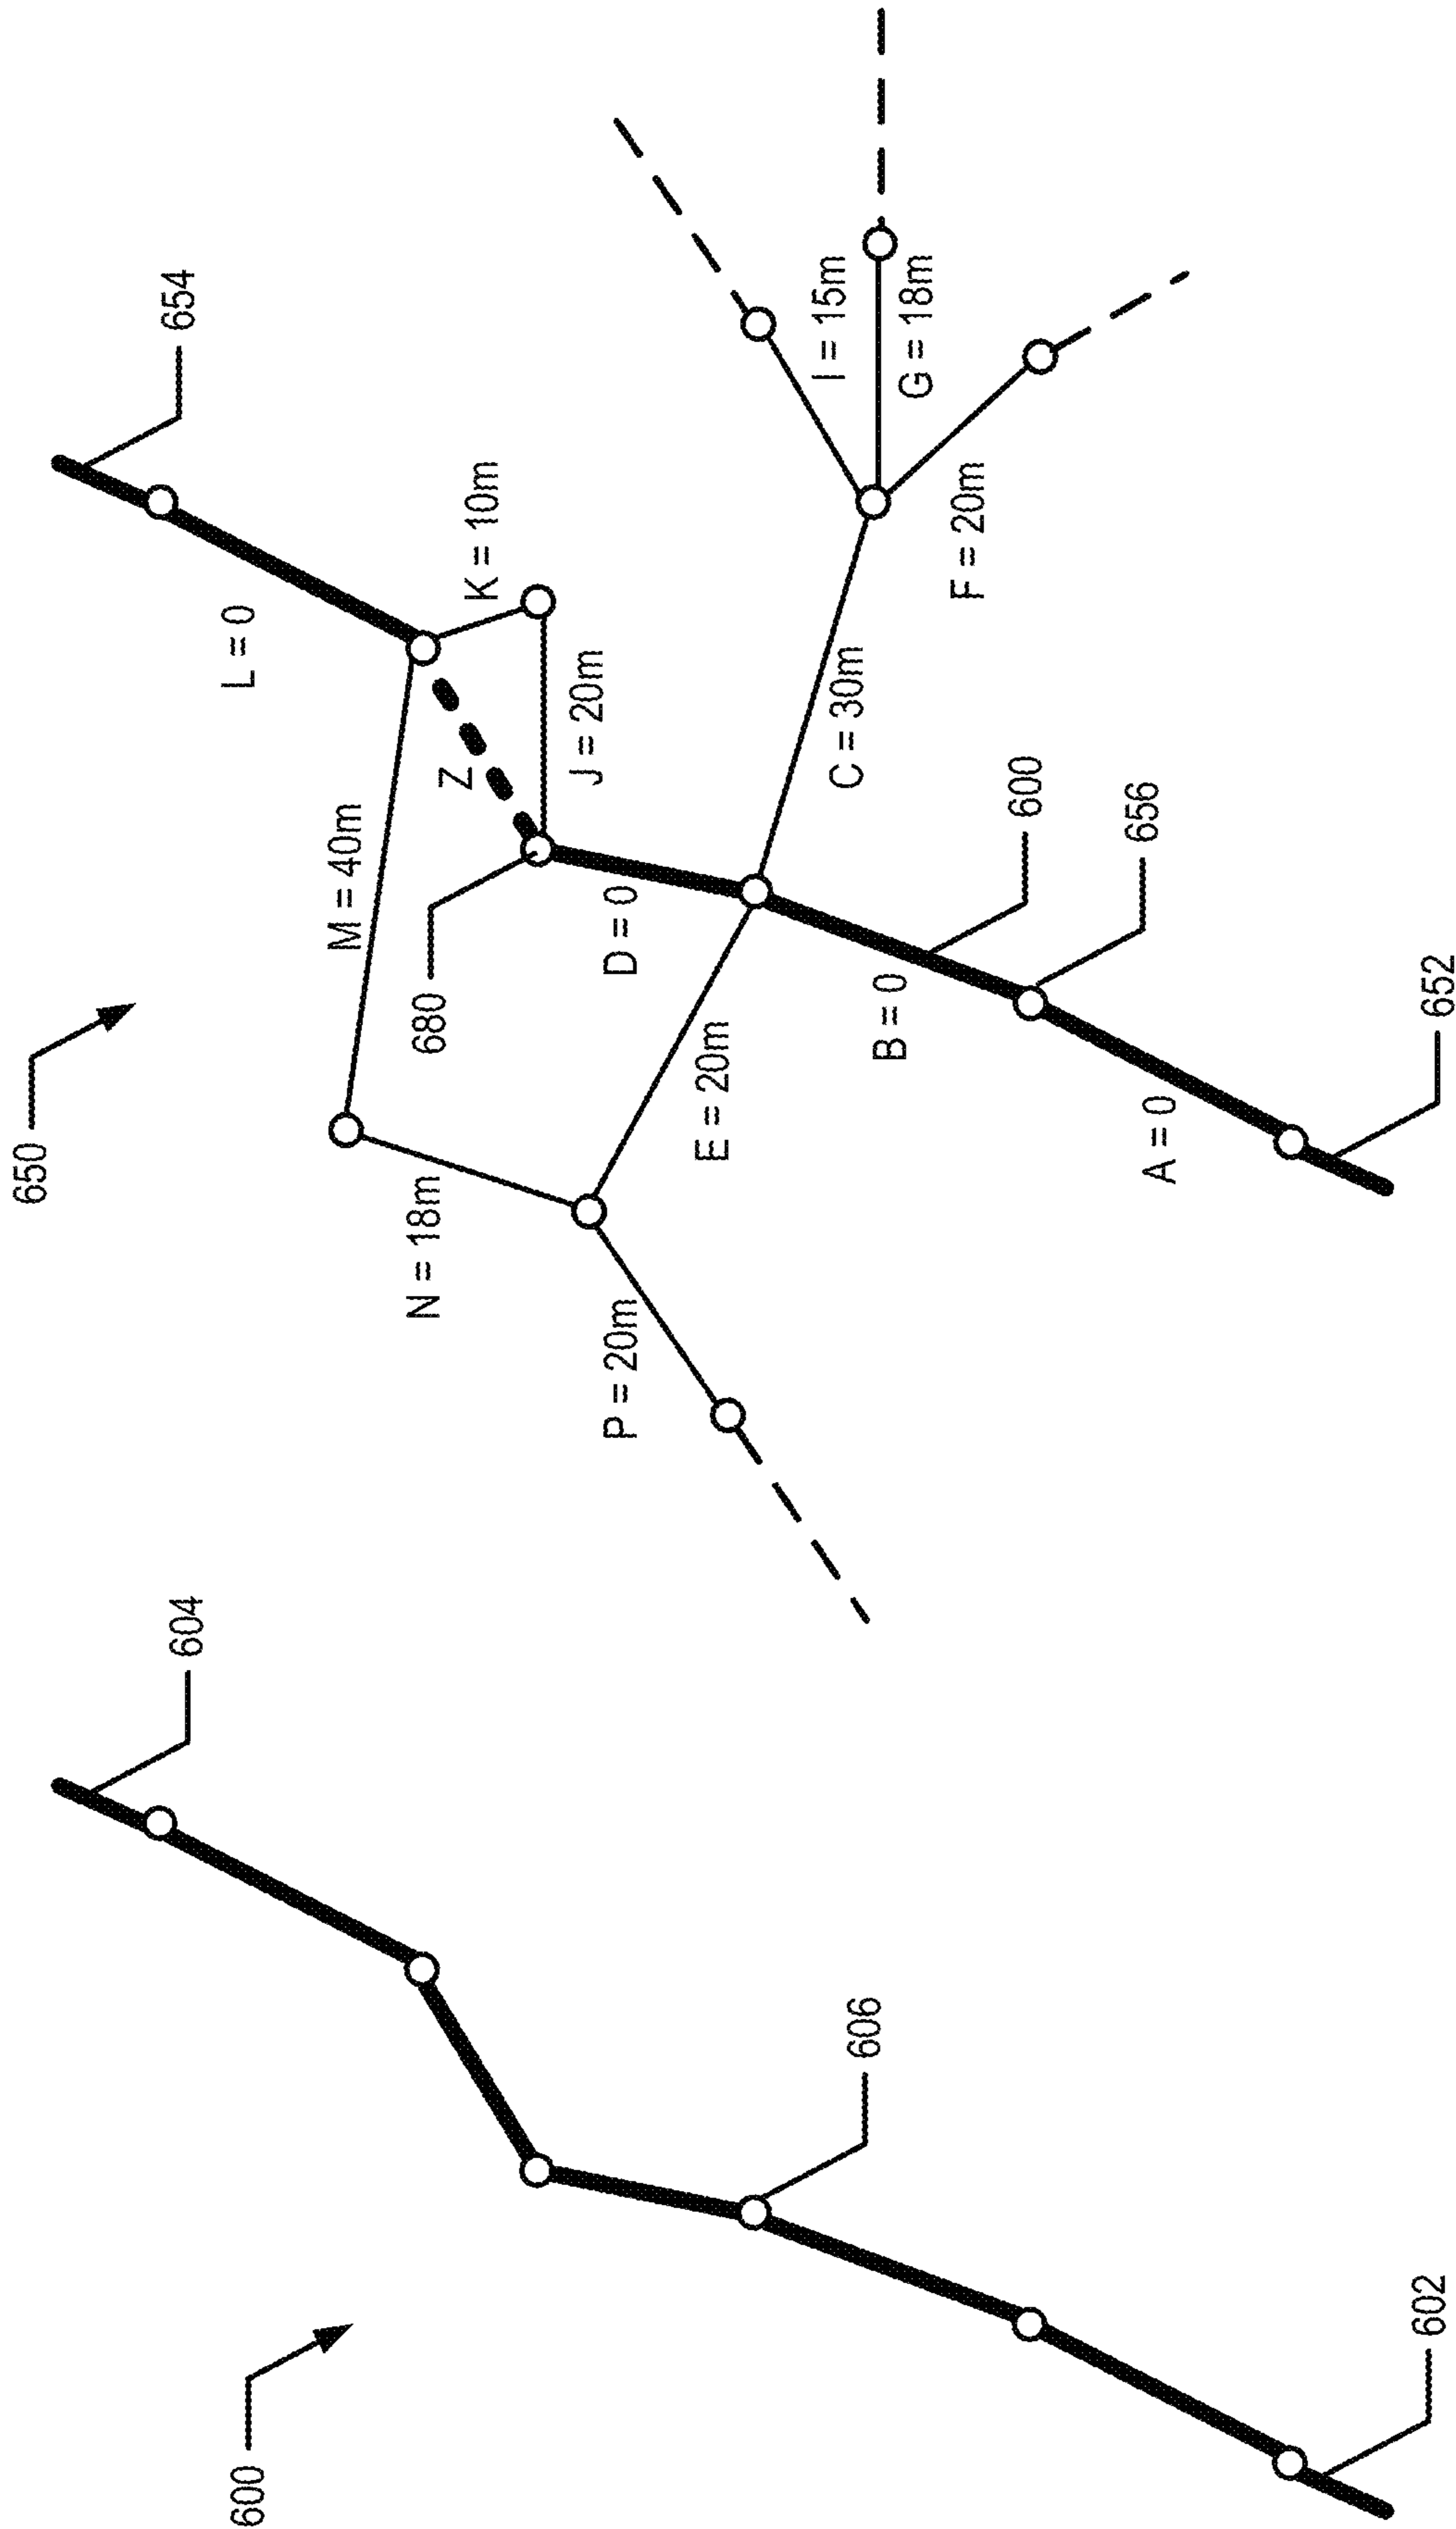 650
654
L = 0
K = 10m
M = 40m
Z
J = 20m
680
D = 0
N = 18m
E = 20m
P = 20m
I = 15m
G = 18m
F = 20m
C = 30m
B = 0
600
656
A = 0
652
600
604
606
602